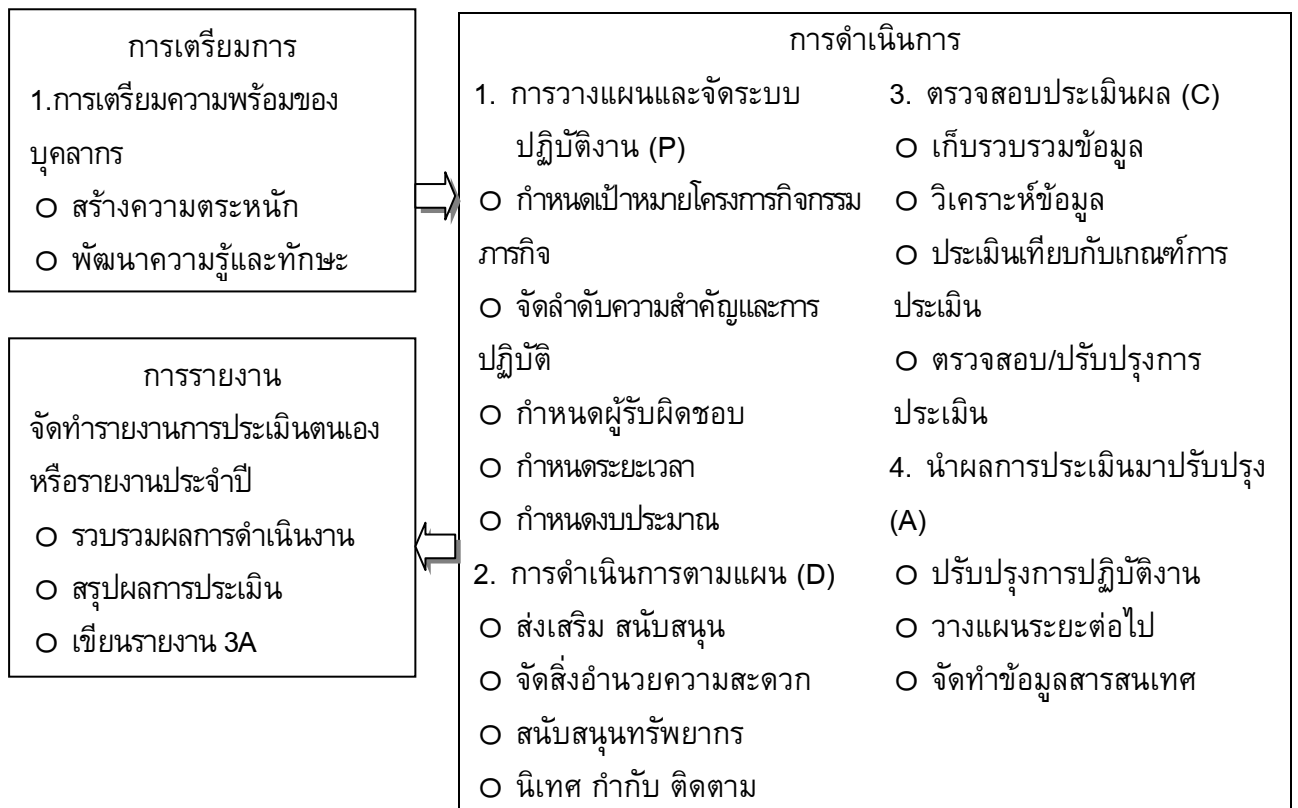 การเตรียมการ
1.การเตรียมความพร้อมของ
บุคลากร
O สร้างความตระหนัก
O พัฒนาความรู้และทักษะ
การดำเนินการ
1. การวางแผนและจัดระบบ
ปฏิบัติงาน (P)
O กำหนดเป้าหมายโครงการกิจกรรม
ภารกิจ
O จัดลำดับความสำคัญและการ
ปฏิบัติ
O กำหนดผู้รับผิดชอบ
O กำหนดระยะเวลา
O กำหนดงบประมาณ
2. การดำเนินการตามแผน (D)
O ส่งเสริม สนับสนุน
O จัดสิ่งอำนวยความสะดวก
O สนับสนุนทรัพยากร
O นิเทศ กำกับ ติดตาม
3. ตรวจสอบประเมินผล (C)
O เก็บรวบรวมข้อมูล
O วิเคราะห์ข้อมูล
O ประเมินเทียบกับเกณฑ์การ
ประเมิน
O ตรวจสอบ/ปรับปรุงการ
ประเมิน
4. นำผลการประเมินมาปรับปรุง
(A)
O ปรับปรุงการปฏิบัติงาน
O วางแผนระยะต่อไป
O จัดทำข้อมูลสารสนเทศ
การรายงาน
จัดทำรายงานการประเมินตนเอง
หรือรายงานประจำปี
O รวบรวมผลการดำเนินงาน
O สรุปผลการประเมิน
O เขียนรายงาน 3A